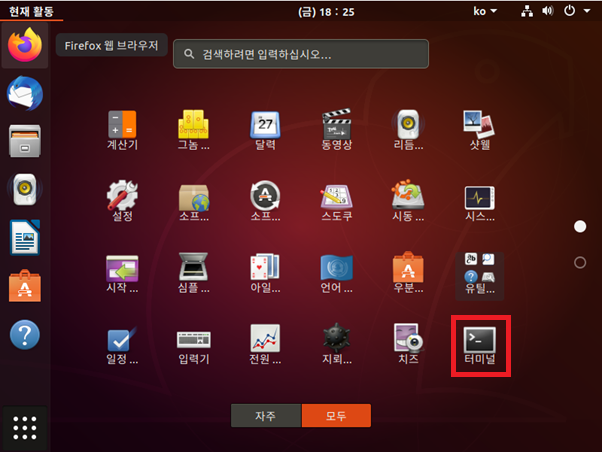 현재 활동
(금) 18 : 25
ko
Firefox 웹 브라우저
검색하려면 입력하십시오...
계산기
그놈 ...
달력
동영상
리듬...
샷웰
설정
소프...
소프...
스도쿠
시동 ...
시스...
시작 ...
심플 ...
아일...
언어 ...
우분...
유틸...
일정 ...
입력기
전원 ...
지뢰...
치즈
터미널
자주
모두